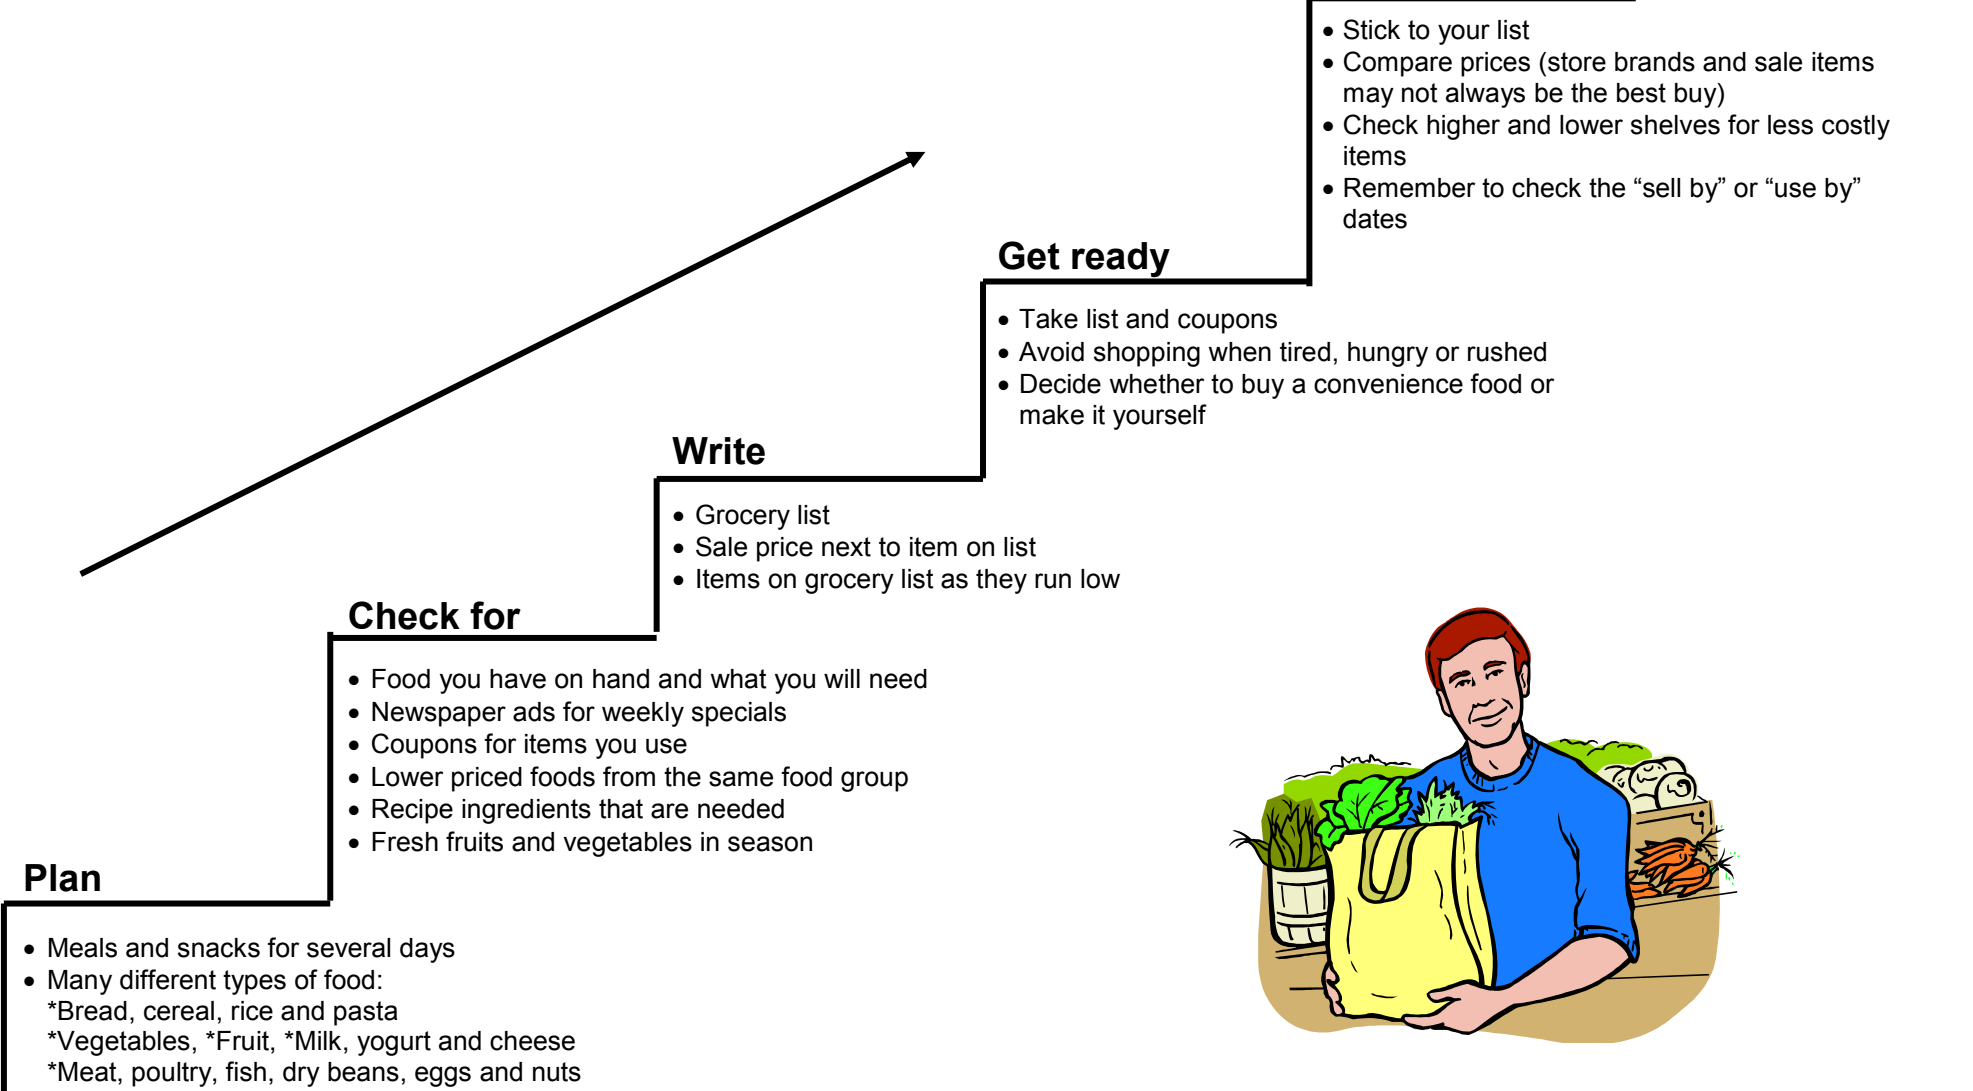 • Stick to your list
• Compare prices (store brands and sale items
may not always be the best buy)
• Check higher and lower shelves for less costly
items
• Remember to check the “sell by” or “use by”
dates
Get ready
• Take list and coupons
• Avoid shopping when tired, hungry or rushed
• Decide whether to buy a convenience food or
make it yourself
Write
• Grocery list
• Sale price next to item on list
• Items on grocery list as they run low
Check for
• Food you have on hand and what you will need
• Newspaper ads for weekly specials
• Coupons for items you use
• Lower priced foods from the same food group
• Recipe ingredients that are needed
• Fresh fruits and vegetables in season
Plan
• Meals and snacks for several days
• Many different types of food:
*Bread, cereal, rice and pasta
*Vegetables, *Fruit, *Milk, yogurt and cheese
*Meat, poultry, fish, dry beans, eggs and nuts